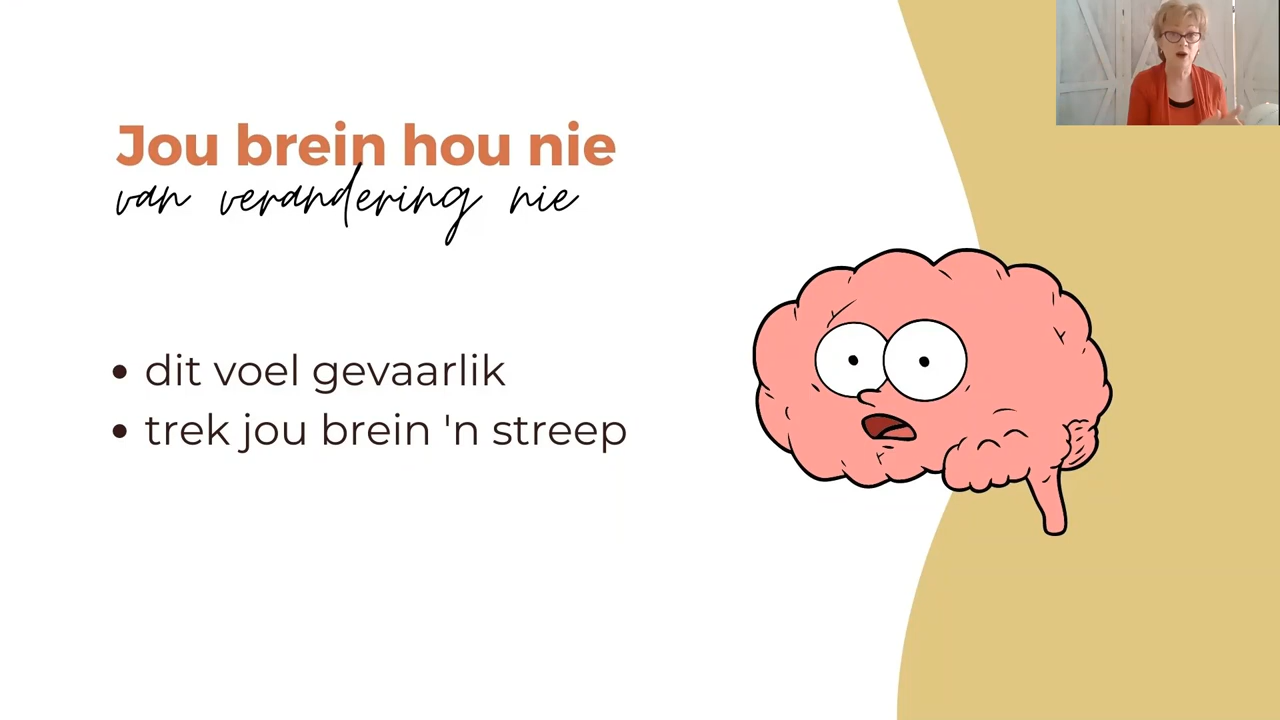 Jou brein hou nie
van verandering nie
• dit voel gevaarlik
• trek jou brein 'n streep